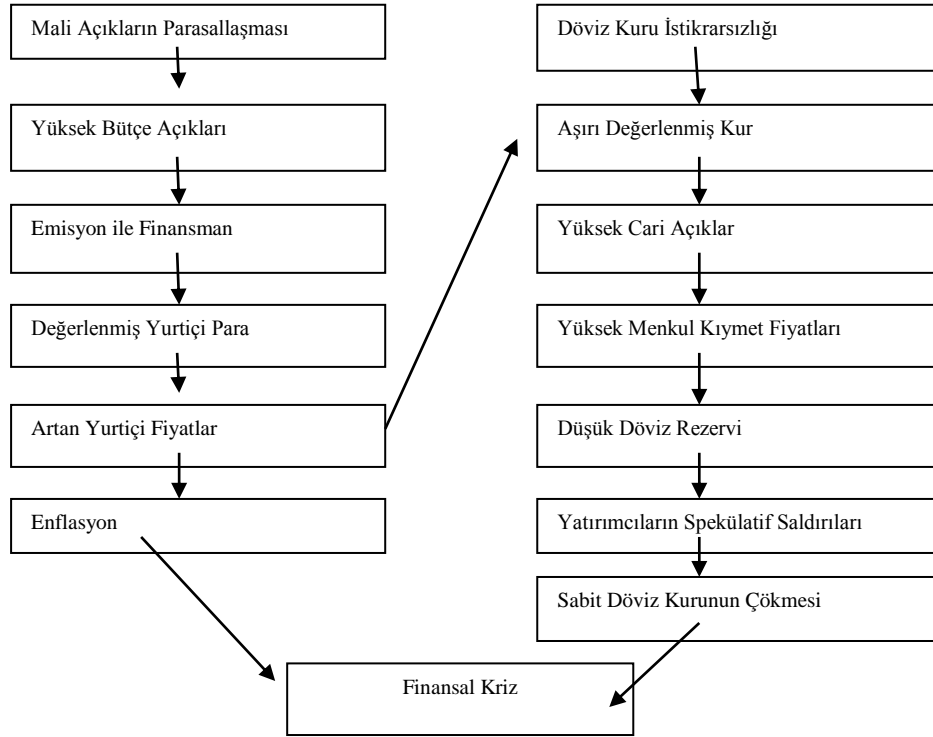 Mali Açıkların Parasallaşması
Yüksek Bütçe Açıkları
Emisyon ile Finansman
Değerlenmiş Yurtiçi Para
Artan Yurtiçi Fiyatlar
Enflasyon
Döviz Kuru İstikrarsızlığı
Aşırı Değerlenmiş Kur
Yüksek Cari Açıklar
Yüksek Menkul Kıymet Fiyatları
Düşük Döviz Rezervi
Yatırımcıların Spekülatif Saldırıları
Sabit Döviz Kurunun Çökmesi
Finansal Kriz